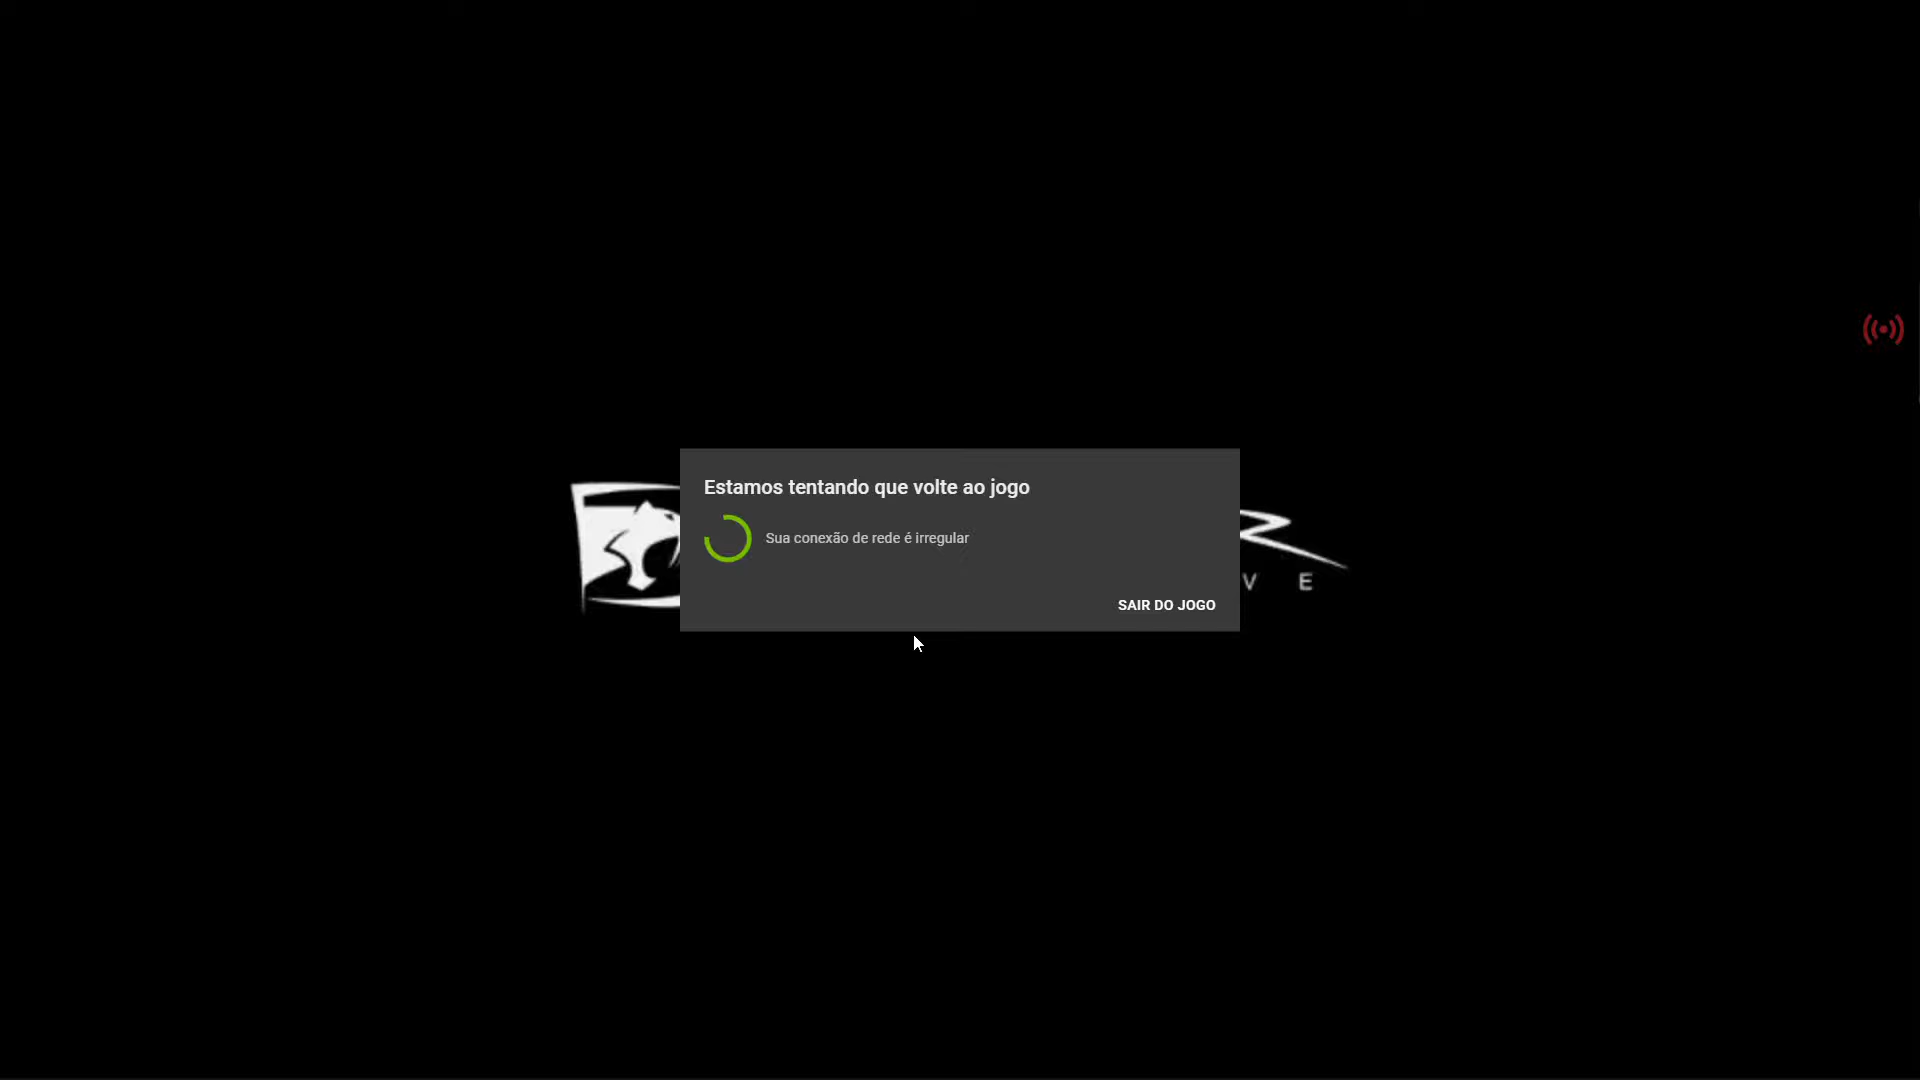 Estamos tentando que volte ao jogo
Sua conexão de rede é irregular
V E
SAIR DO JOGO